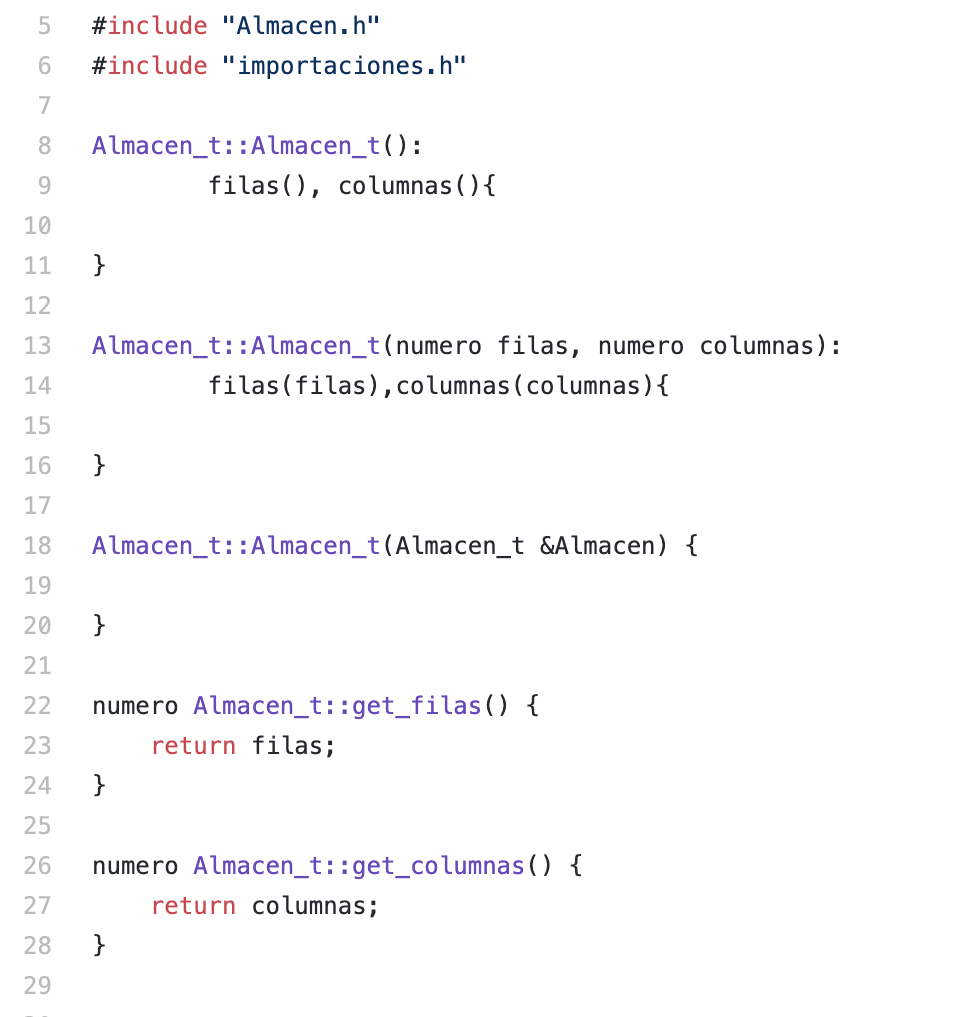 5 #include "Almacen.h"
6 #include "importaciones.h"
7
8 Almacen_t::Almacen_t():
9 filas(), columnas(){
10
11 }
12
13 Almacen_t::Almacen_t(numero filas, numero columnas):
14 filas(filas),columnas(columnas){
15
16 }
17
18 Almacen_t::Almacen_t(Almacen_t &Almacen) {
19
20 }
21
22 numero Almacen_t::get_filas() {
23 return filas;
24 }
25
26 numero Almacen_t::get_columnas() {
27 return columnas;
28 }
29